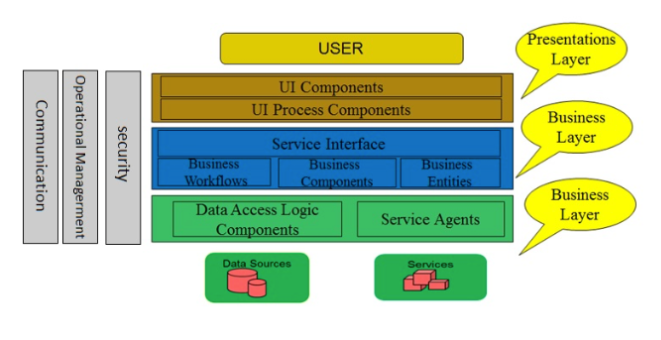 USER
Presentations
Layer
Communication
Operational Managerment
security
UI Components
UI Process Components
Business
Layer
Service Interface
Business
Workflows
Business
Components
Business
Entities
Business
Layer
Data Access Logic
Components
Service Agents
Data Sources
Services